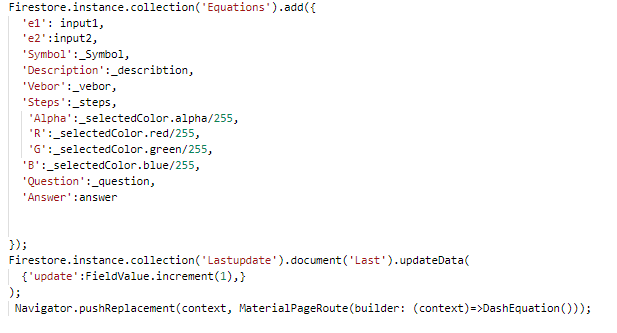 Firestore.instance.collection('Equations').add({
'e1': input1,
'e2':input2,
'Symbol':_Symbol,
'Description':_describtion,
'Vebor':_vebor,
'Steps':_steps,
'Alpha':_selectedColor.alpha/255,
'R':_selectedColor.red/255,
'G':_selectedColor.green/255,
'B':_selectedColor.blue/255,
'Question':_question,
'Answer':answer
});
Firestore.instance.collection('Lastupdate').document('Last').updateData(
{'update':FieldValue.increment(1),}
);
Navigator.pushReplacement(context, MaterialPageRoute(builder: (context)=>DashEquation()));